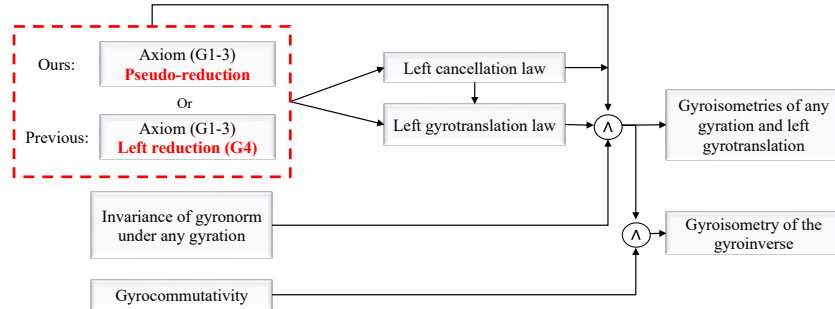 Ours:
Axiom (G1-3)
Pseudo-reduction
Or
Previous:
Axiom (G1-3)
Left reduction (G4)
Left cancellation law
Left gyrotranslation law
∧
Gyroisometries of any
gyration and left
gyrotranslation
Invariance of gyronorm
under any gyration
∧
Gyroisometry of the
gyroinverse
Gyrocommutativity